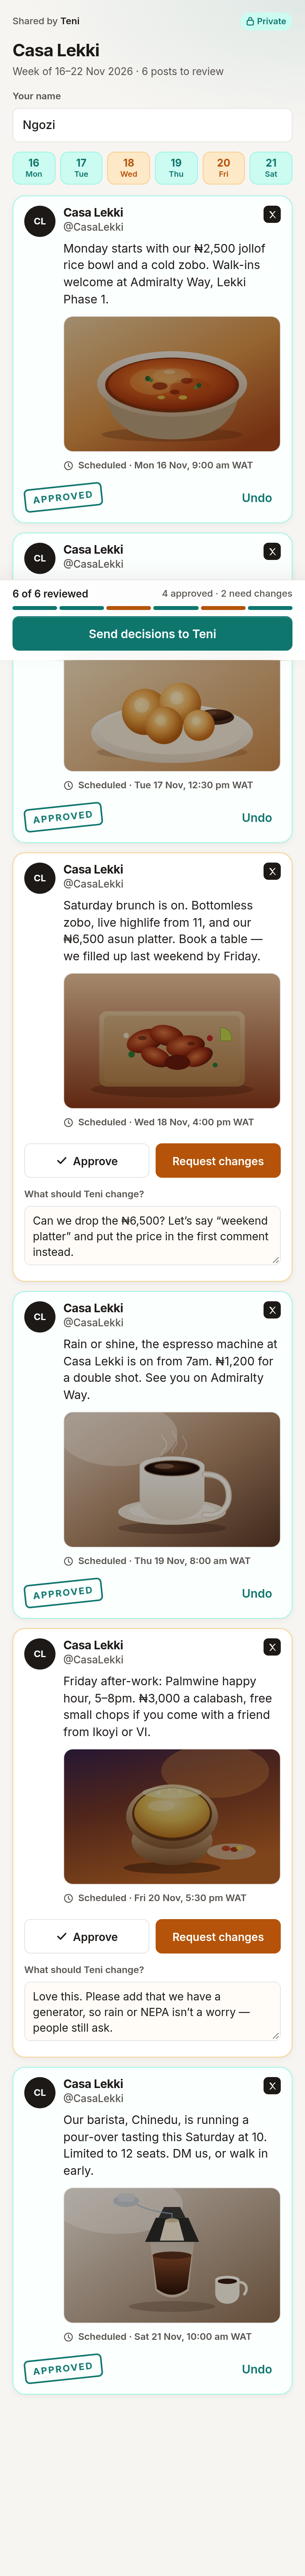 Shared by Teni
Private
Casa Lekki
Week of 16–22 Nov 2026 · 6 posts to review
Your name
Ngozi
16 17 18 19 20 21
Mon Tue Wed Thu Fri Sat
CL
Casa Lekki
@CasaLekki
X
Monday starts with our ₦2,500 jollof
rice bowl and a cold zobo. Walk-ins
welcome at Admiralty Way, Lekki
Phase 1.
Scheduled · Mon 16 Nov, 9:00 am WAT
APPROVED
Undo
CL
Casa Lekki
@CasaLekki
X
6 of 6 reviewed
4 approved · 2 need changes
Send decisions to Teni
Scheduled · Tue 17 Nov, 12:30 pm WAT
APPROVED
Undo
CL
Casa Lekki
@CasaLekki
X
Saturday brunch is on. Bottomless
zobo, live highlife from 11, and our
₦6,500 asun platter. Book a table —
we filled up last weekend by Friday.
Scheduled · Wed 18 Nov, 4:00 pm WAT
Approve
Request changes
What should Teni change?
Can we drop the ₦6,500? Let’s say “weekend
platter” and put the price in the first comment
instead.
CL
Casa Lekki
@CasaLekki
X
Rain or shine, the espresso machine at
Casa Lekki is on from 7am. ₦1,200 for
a double shot. See you on Admiralty
Way.
Scheduled · Thu 19 Nov, 8:00 am WAT
APPROVED
Undo
CL
Casa Lekki
@CasaLekki
X
Friday after-work: Palmwine happy
hour, 5–8pm. ₦3,000 a calabash, free
small chops if you come with a friend
from Ikoyi or VI.
Scheduled · Fri 20 Nov, 5:30 pm WAT
Approve
Request changes
What should Teni change?
Love this. Please add that we have a
generator, so rain or NEPA isn’t a worry —
people still ask.
CL
Casa Lekki
@CasaLekki
X
Our barista, Chinedu, is running a
pour-over tasting this Saturday at 10.
Limited to 12 seats. DM us, or walk in
early.
Scheduled · Sat 21 Nov, 10:00 am WAT
APPROVED
Undo